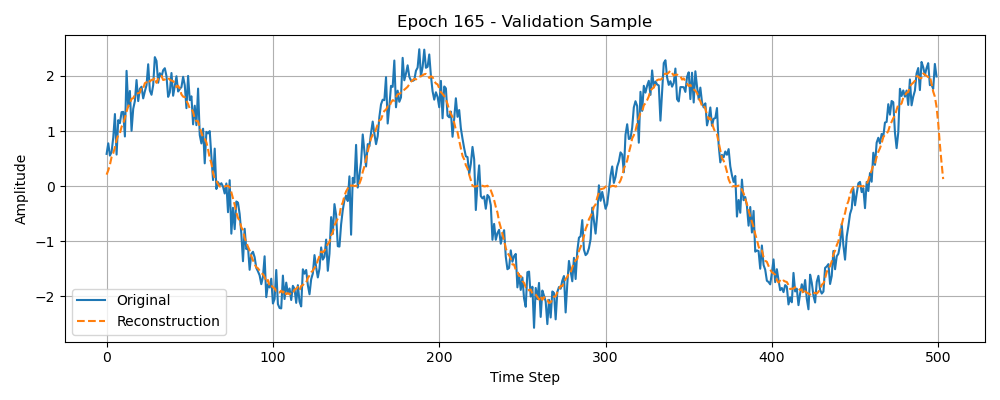 Epoch 165 - Validation Sample
Amplitude
2
1
0
−1
−2
Original
Reconstruction
0 100 200 300 400 500
Time Step